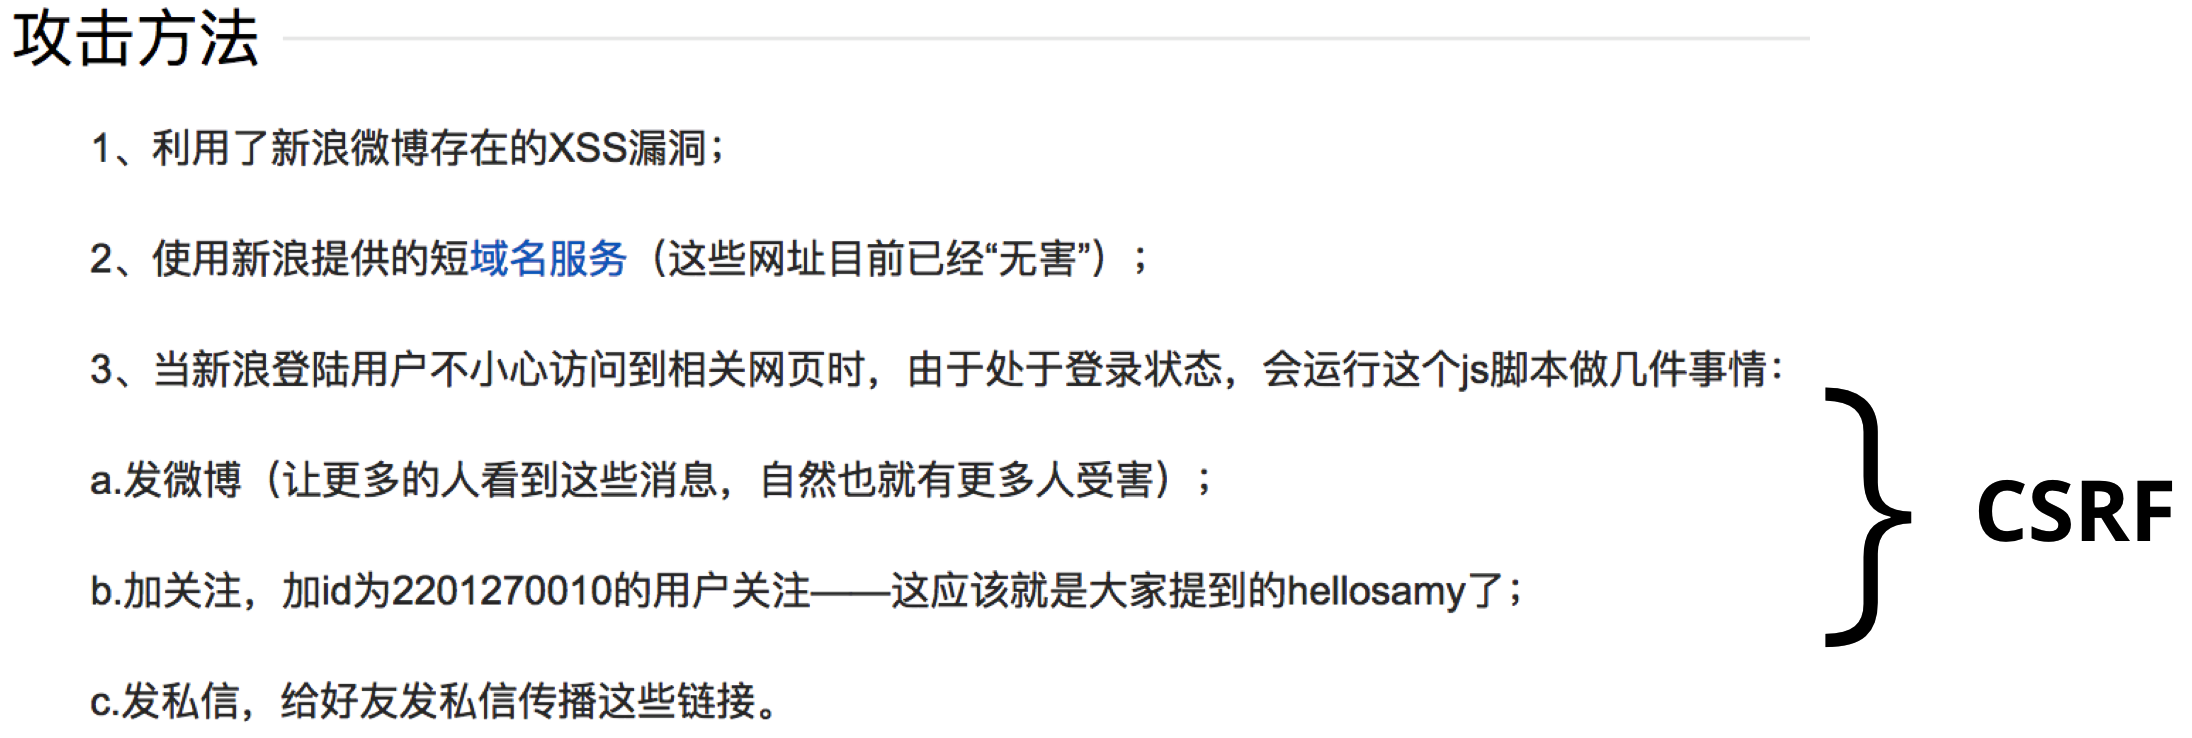 攻击方法
1、利用了新浪微博存在的XSS漏洞；
2、使用新浪提供的短域名服务（这些网址目前已经“无害”）；
3、当新浪登陆用户不小心访问到相关网页时，由于处于登录状态，会运行这个js脚本做几件事情：
a.发微博（让更多的人看到这些消息，自然也就有更多人受害）；
b.加关注，加id为2201270010的用户关注——这应该就是大家提到的hellosamy了；
c.发私信，给好友发私信传播这些链接。
CSRF